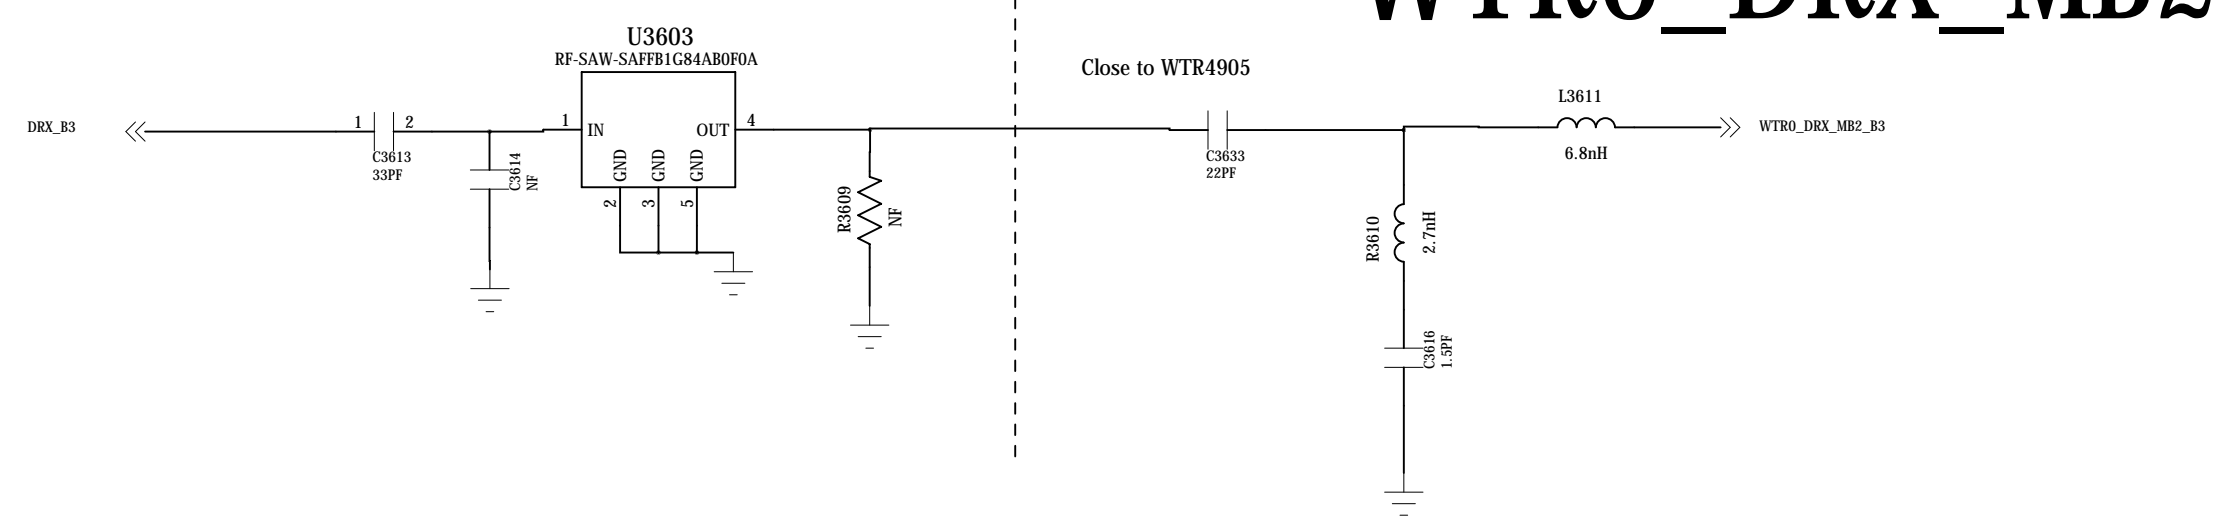 WTR0_DRX_MB2
U3603
RF-SAW-SAFFB1G84AB0F0A
Close to WTR4905
DRX_B3
1
2
C3613
33PF
C3614
NF
1
IN
OUT
4
GND
GND
GND
2
3
5
R3609
NF
C3633
22PF
L3611
6.8nH
WTR0_DRX_MB2_B3
R3610
2.7nH
C3616
1.5PF